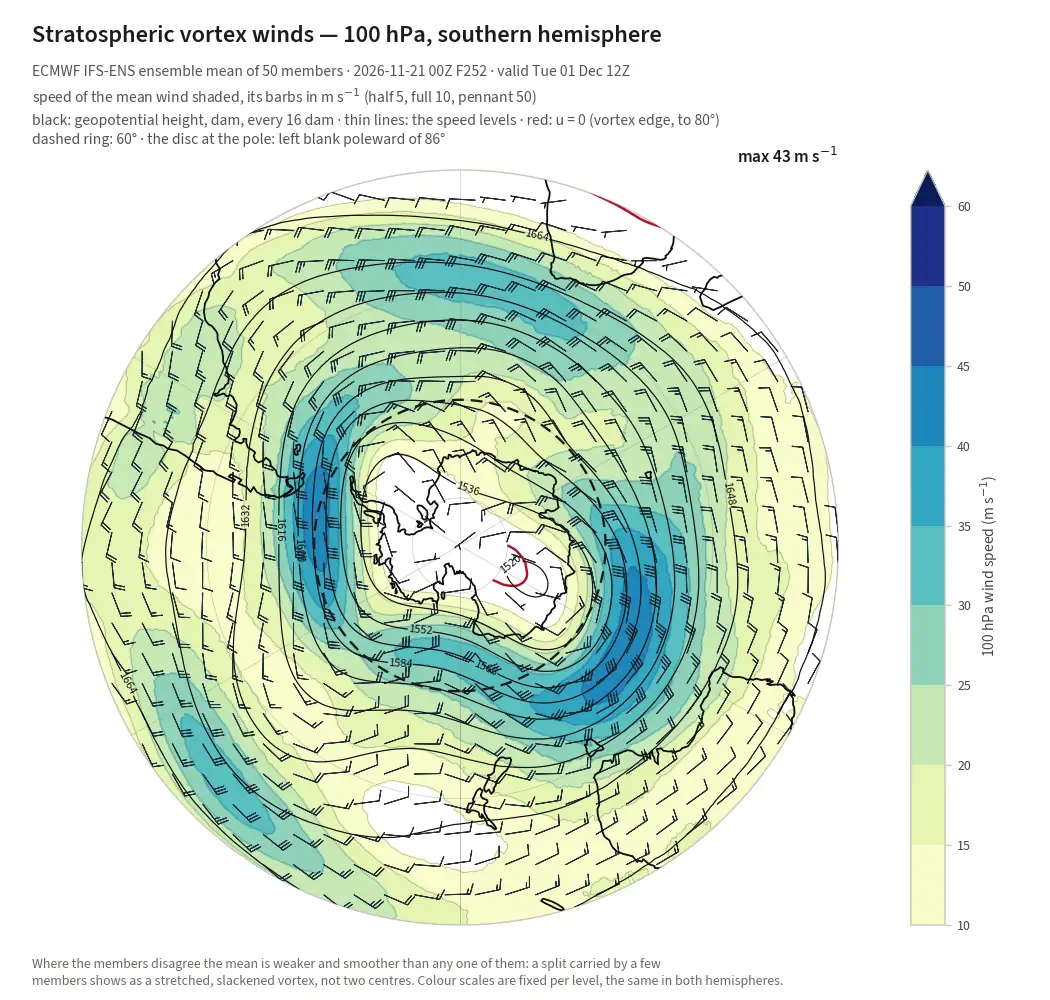 Stratospheric vortex winds — 100 hPa, southern hemisphere
ECMWF IFS-ENS ensemble mean of 50 members · 2026-11-21 00Z F252 · valid Tue 01 Dec 12Z
speed of the mean wind shaded, its barbs in m s⁻¹ (half 5, full 10, pennant 50)
black: geopotential height, dam, every 16 dam · thin lines: the speed levels · red: u = 0 (vortex edge, to 80°)
dashed ring: 60° · the disc at the pole: left blank poleward of 86°
max 43 m s⁻¹
60
50
45
40
35
30
25
20
15
10
100 hPa wind speed (m s⁻¹)
1664
1536
1648
1632
1616
1520
1552
1584
1664
Where the members disagree the mean is weaker and smoother than any one of them: a split carried by a few
members shows as a stretched, slackened vortex, not two centres. Colour scales are fixed per level, the same in both hemispheres.